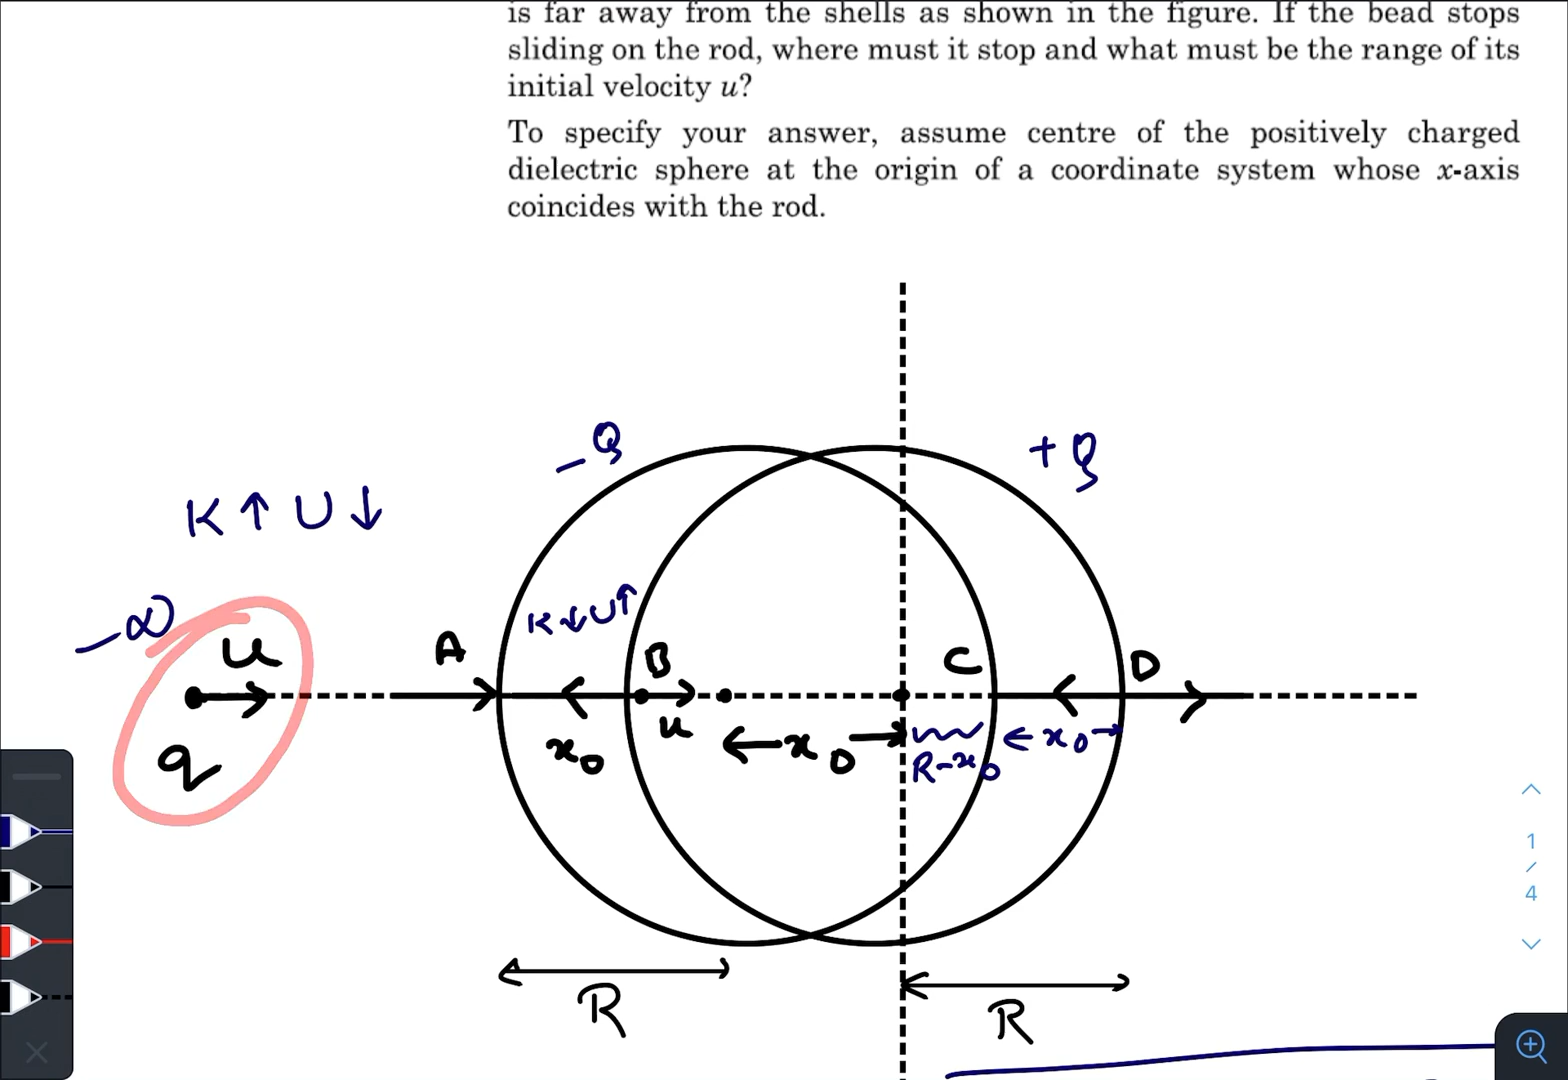 is far away from the shells as shown in the figure. If the bead stops
sliding on the rod, where must it stop and what must be the range of its
initial velocity u?
To specify your answer, assume centre of the positively charged
dielectric sphere at the origin of a coordinate system whose x-axis
coincides with the rod.
-Q
+Q
K↑ U↓
-∞
u
q
K↓U↑
A
B
C
D
x₀
u
←x₀→
R-x₀
←x₀→
R
R
1
/
4